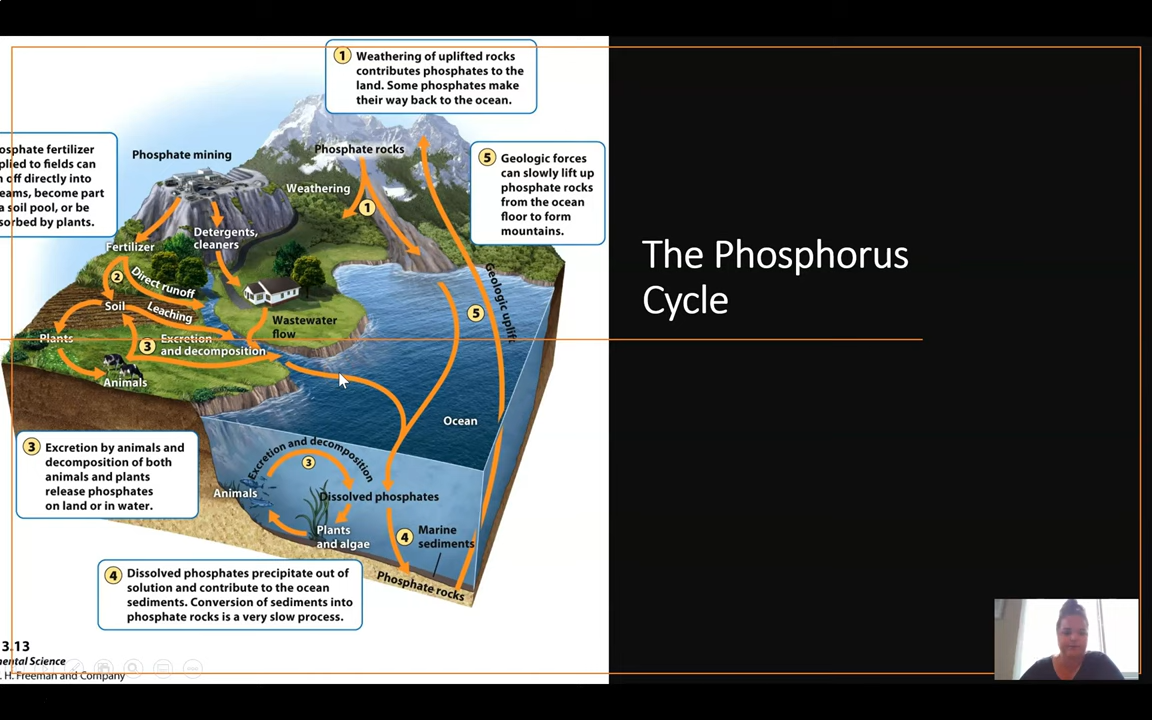 1 Weathering of uplifted rocks
contributes phosphates to the
land. Some phosphates make
their way back to the ocean.
osphate fertilizer
plied to fields can
off directly into
eams, become part
a soil pool, or be
sorbed by plants.
Phosphate mining
Phosphate rocks
5 Geologic forces
can slowly lift up
phosphate rocks
from the ocean
floor to form
mountains.
Weathering
1
Detergents,
cleaners
Fertilizer
2
Direct runoff
Soil
Leaching
Geologic uplift
5
Wastewater
flow
Plants
3
Excretion
and decomposition
Animals
Ocean
The Phosphorus
Cycle
3 Excretion by animals and
decomposition of both
animals and plants
release phosphates
on land or in water.
Excretion and decomposition
3
Animals
Dissolved phosphates
Plants
and algae
4
Marine
sediments
Phosphate rocks
4 Dissolved phosphates precipitate out of
solution and contribute to the ocean
sediments. Conversion of sediments into
phosphate rocks is a very slow process.
3.13
mental Science
. H. Freeman and Company